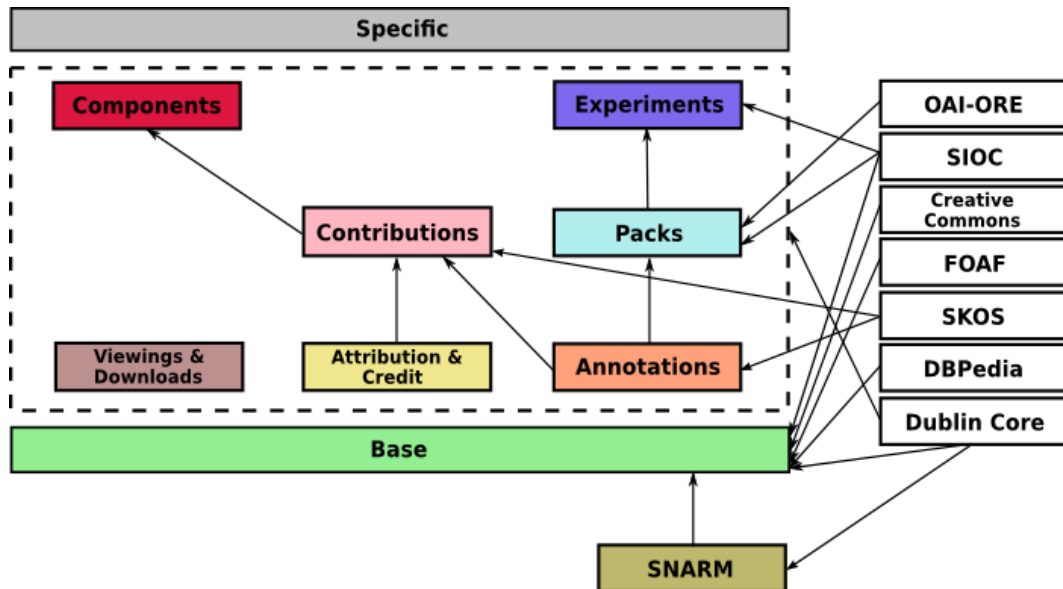 Specific
Components
Experiments
Contributions
Packs
Viewings &
Downloads
Attribution &
Credit
Annotations
Base
SNARM
OAI-ORE
SIOC
Creative
Commons
FOAF
SKOS
DBPedia
Dublin Core